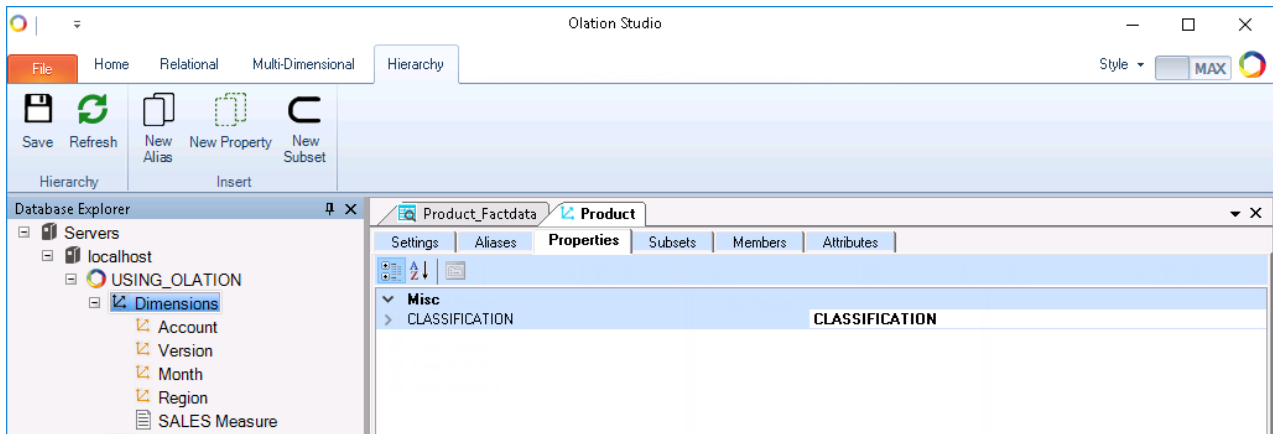 Olation Studio
File Home Relational Multi-Dimensional Hierarchy Style MAX
Save Refresh New Alias New Property New Subset
Hierarchy Insert
Database Explorer
Product_Factdata Product
Servers
Settings Aliases Properties Subsets Members Attributes
localhost
USING_OLATION
Misc
Dimensions
CLASSIFICATION CLASSIFICATION
Account
Version
Month
Region
SALES Measure